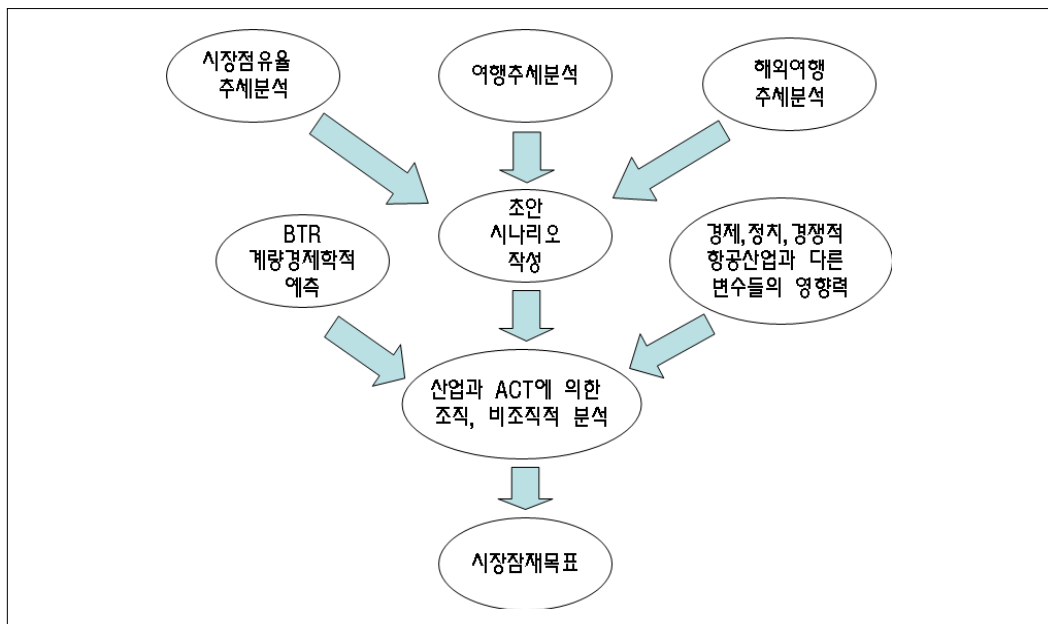 시장점유율
추세분석
여행추세분석
해외여행
추세분석
초안
시나리오
작성
BTR
계량경제학적
예측
경제,정치,경쟁적
항공산업과 다른
변수들의 영향력
산업과 ACT에 의한
조직, 비조직적 분석
시장잠재목표